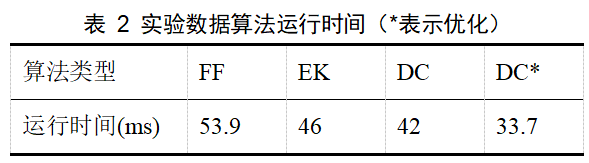 表 2 实验数据算法运行时间（*表示优化）
算法类型 FF EK DC DC*
运行时间(ms) 53.9 46 42 33.7